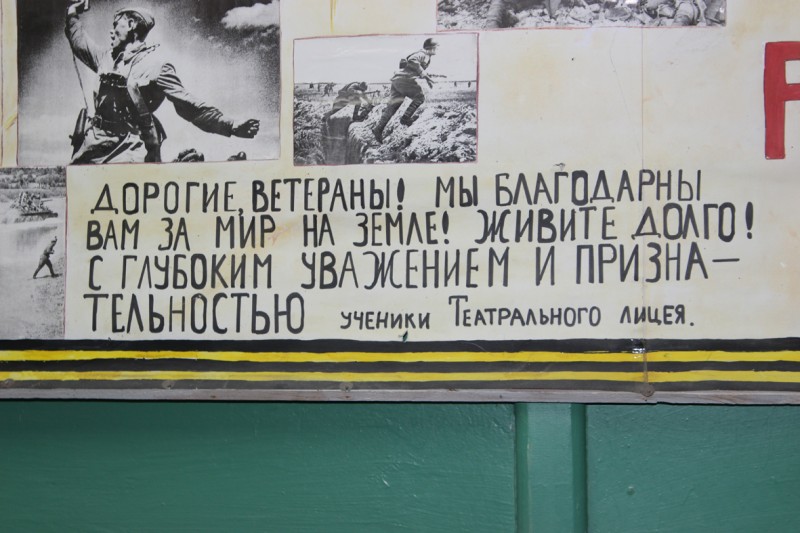 ДОРОГИЕ, ВЕТЕРАНЫ! МЫ БЛАГОДАРНЫ
ВАМ ЗА МИР НА ЗЕМЛЕ! ЖИВИТЕ ДОЛГО!
С ГЛУБОКИМ УВАЖЕНИЕМ И ПРИЗНА–
ТЕЛЬНОСТЬЮ УЧЕНИКИ ТЕАТРАЛЬНОГО ЛИЦЕЯ.